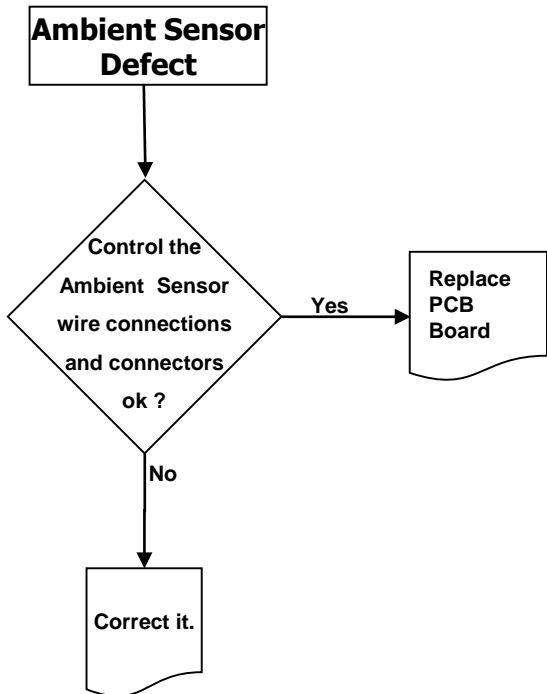 Ambient Sensor
Defect
Control the
Ambient Sensor
wire connections
and connectors
ok ?
Yes
Replace
PCB
Board
No
Correct it.